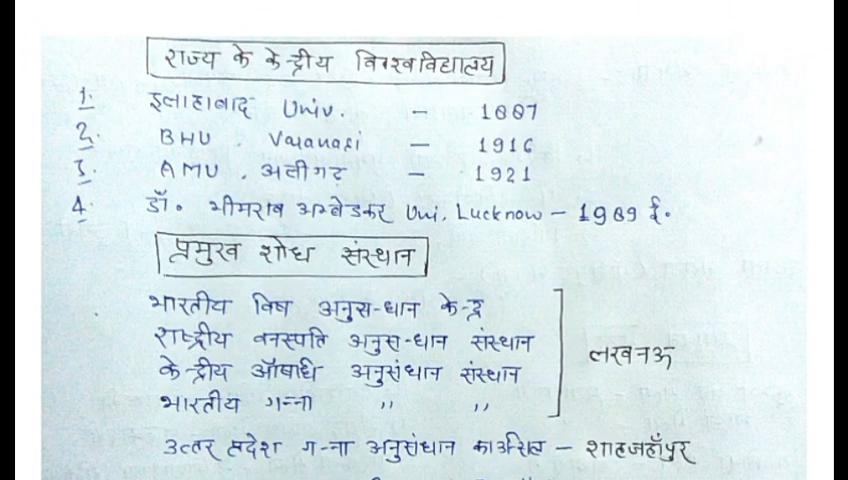 राज्य के केन्द्रीय विश्वविद्यालय
1. इलाहाबाद Univ. – 1887
2. BHU. Varanasi – 1916
3. AMU. अलीगढ़ – 1921
4. डॉ० भीमराव अम्बेडकर Uni. Lucknow – 1989 ई.
प्रमुख शोध संस्थान
भारतीय विष अनुसन्धान केन्द्र
राष्ट्रीय वनस्पति अनुसन्धान संस्थान
केन्द्रीय औषधि अनुसंधान संस्थान
भारतीय गन्ना " "
लखनऊ
उत्तर प्रदेश गन्ना अनुसंधान काउंसिल – शाहजहाँपुर